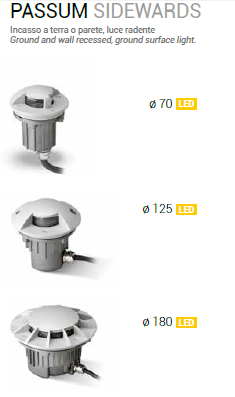 PASSUM SIDEWARDS
Incasso a terra o parete, luce radente
Ground and wall recessed, ground surface light.
ø 70 LED
ø 125 LED
ø 180 LED